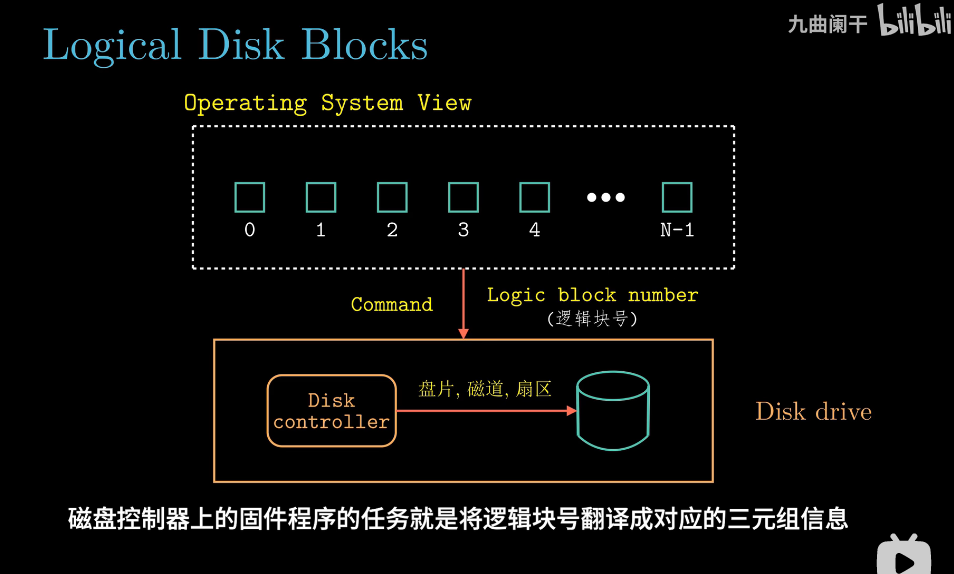 九曲阑干 bilibili
Logical Disk Blocks
Operating System View
0 1 2 3 4 N-1
Command
Logic block number
(逻辑块号)
Disk
controller
盘片, 磁道, 扇区
Disk drive
磁盘控制器上的固件程序的任务就是将逻辑块号翻译成对应的三元组信息